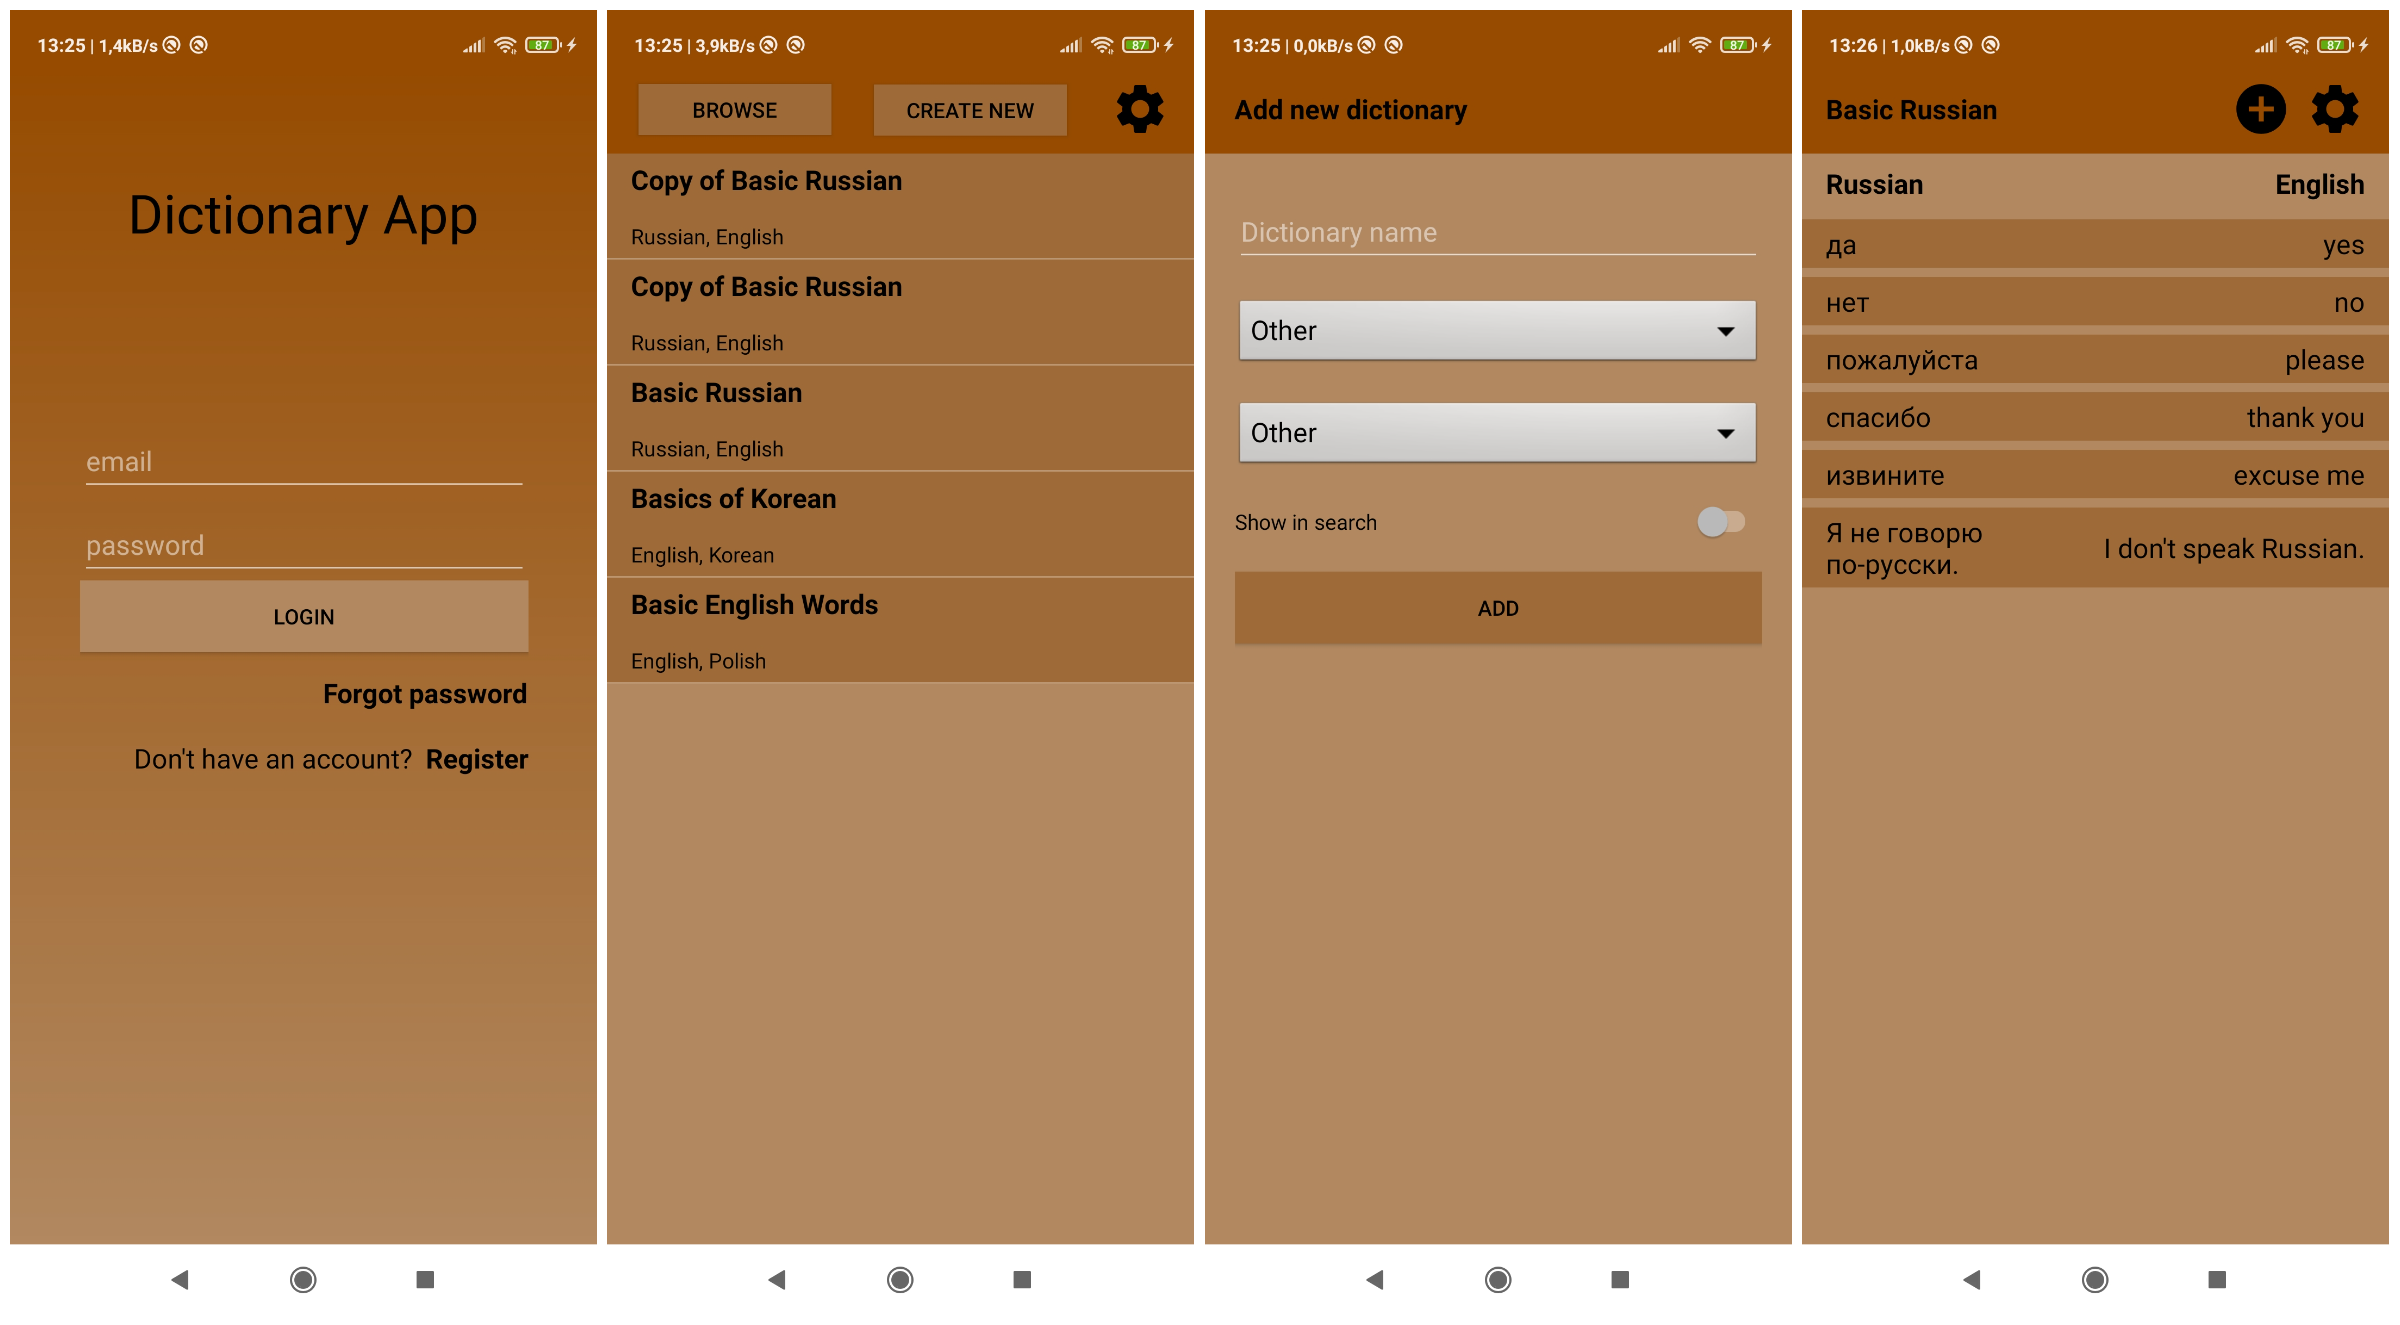 13:25 | 1,4kB/s
87
Dictionary App
email
password
LOGIN
Forgot password
Don't have an account? Register
13:25 | 3,9kB/s
87
BROWSE
CREATE NEW
Copy of Basic Russian
Russian, English
Copy of Basic Russian
Russian, English
Basic Russian
Russian, English
Basics of Korean
English, Korean
Basic English Words
English, Polish
13:25 | 0,0kB/s
87
Add new dictionary
Dictionary name
Other
Other
Show in search
ADD
13:26 | 1,0kB/s
87
Basic Russian
Russian English
да yes
нет no
пожалуйста please
спасибо thank you
извините excuse me
Я не говорю
по-русски.
I don't speak Russian.